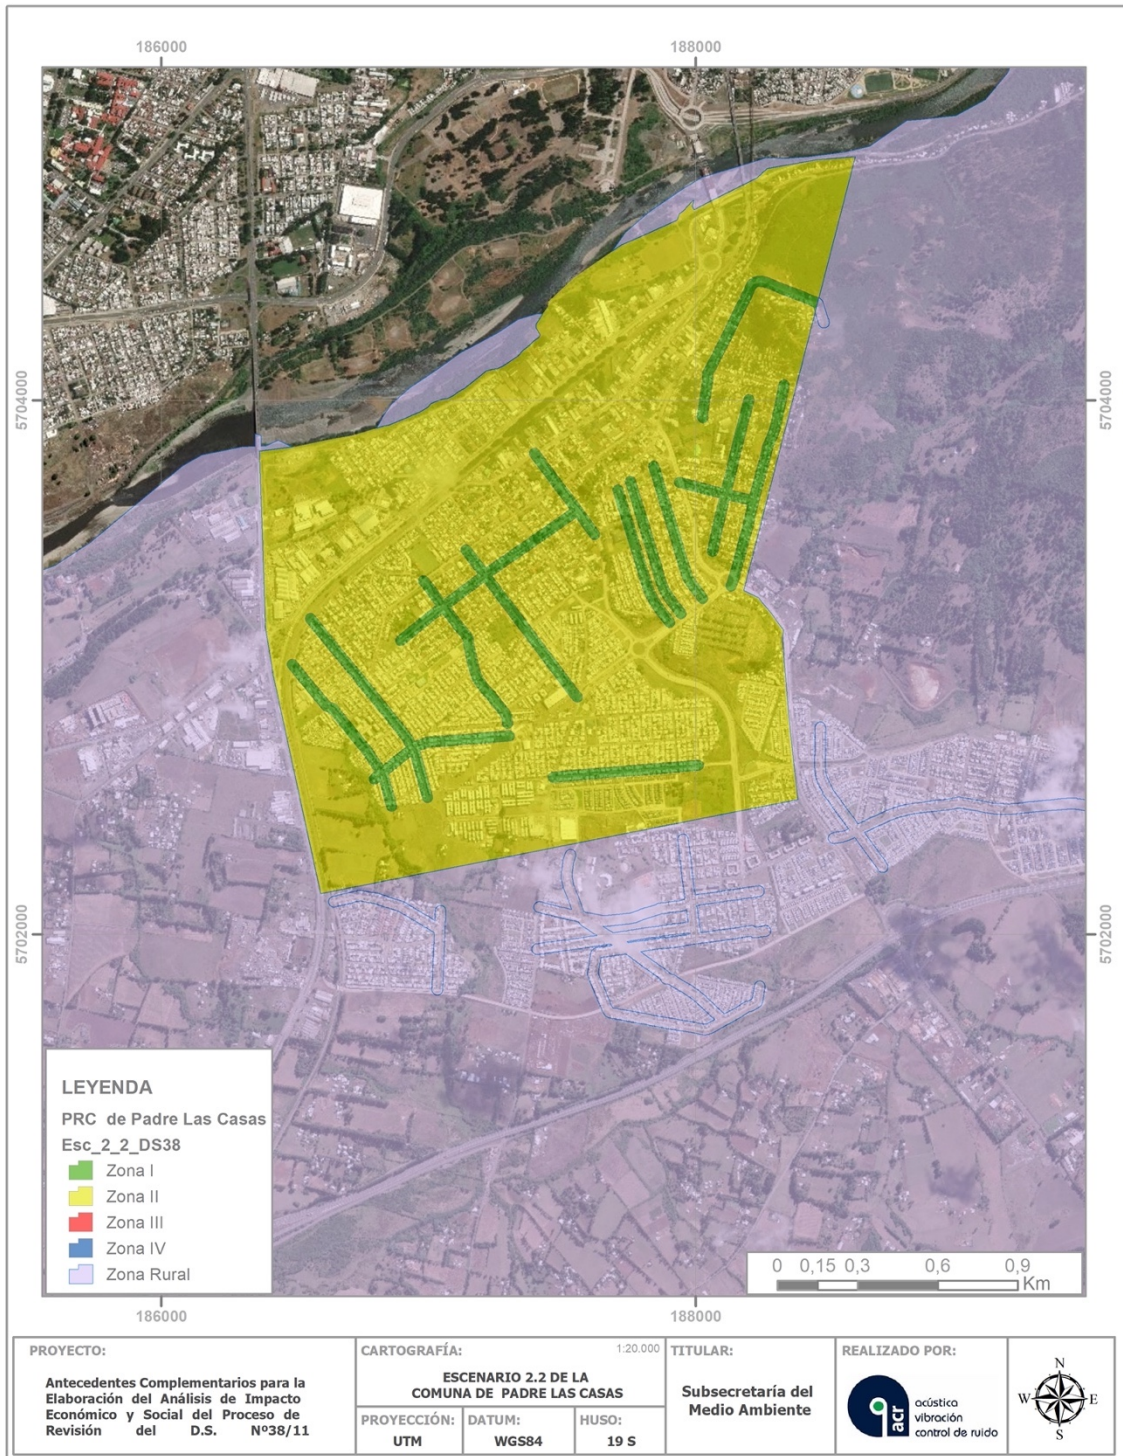 186000
188000
5704000
5704000
5702000
5702000
LEYENDA
PRC de Padre Las Casas
Esc_2_2_DS38
Zona I
Zona II
Zona III
Zona IV
Zona Rural
0 0,15 0,3 0,6 0,9
Km
186000
188000
PROYECTO:
Antecedentes Complementarios para la
Elaboración del Análisis de Impacto
Económico y Social del Proceso de
Revisión del D.S. Nº38/11
CARTOGRAFÍA:
1:20.000
ESCENARIO 2.2 DE LA
COMUNA DE PADRE LAS CASAS
PROYECCIÓN:
UTM
DATUM:
WGS84
HUSO:
19 S
TITULAR:
Subsecretaría del
Medio Ambiente
REALIZADO POR:
acr
acústica
vibración
control de ruido
N
W E
S